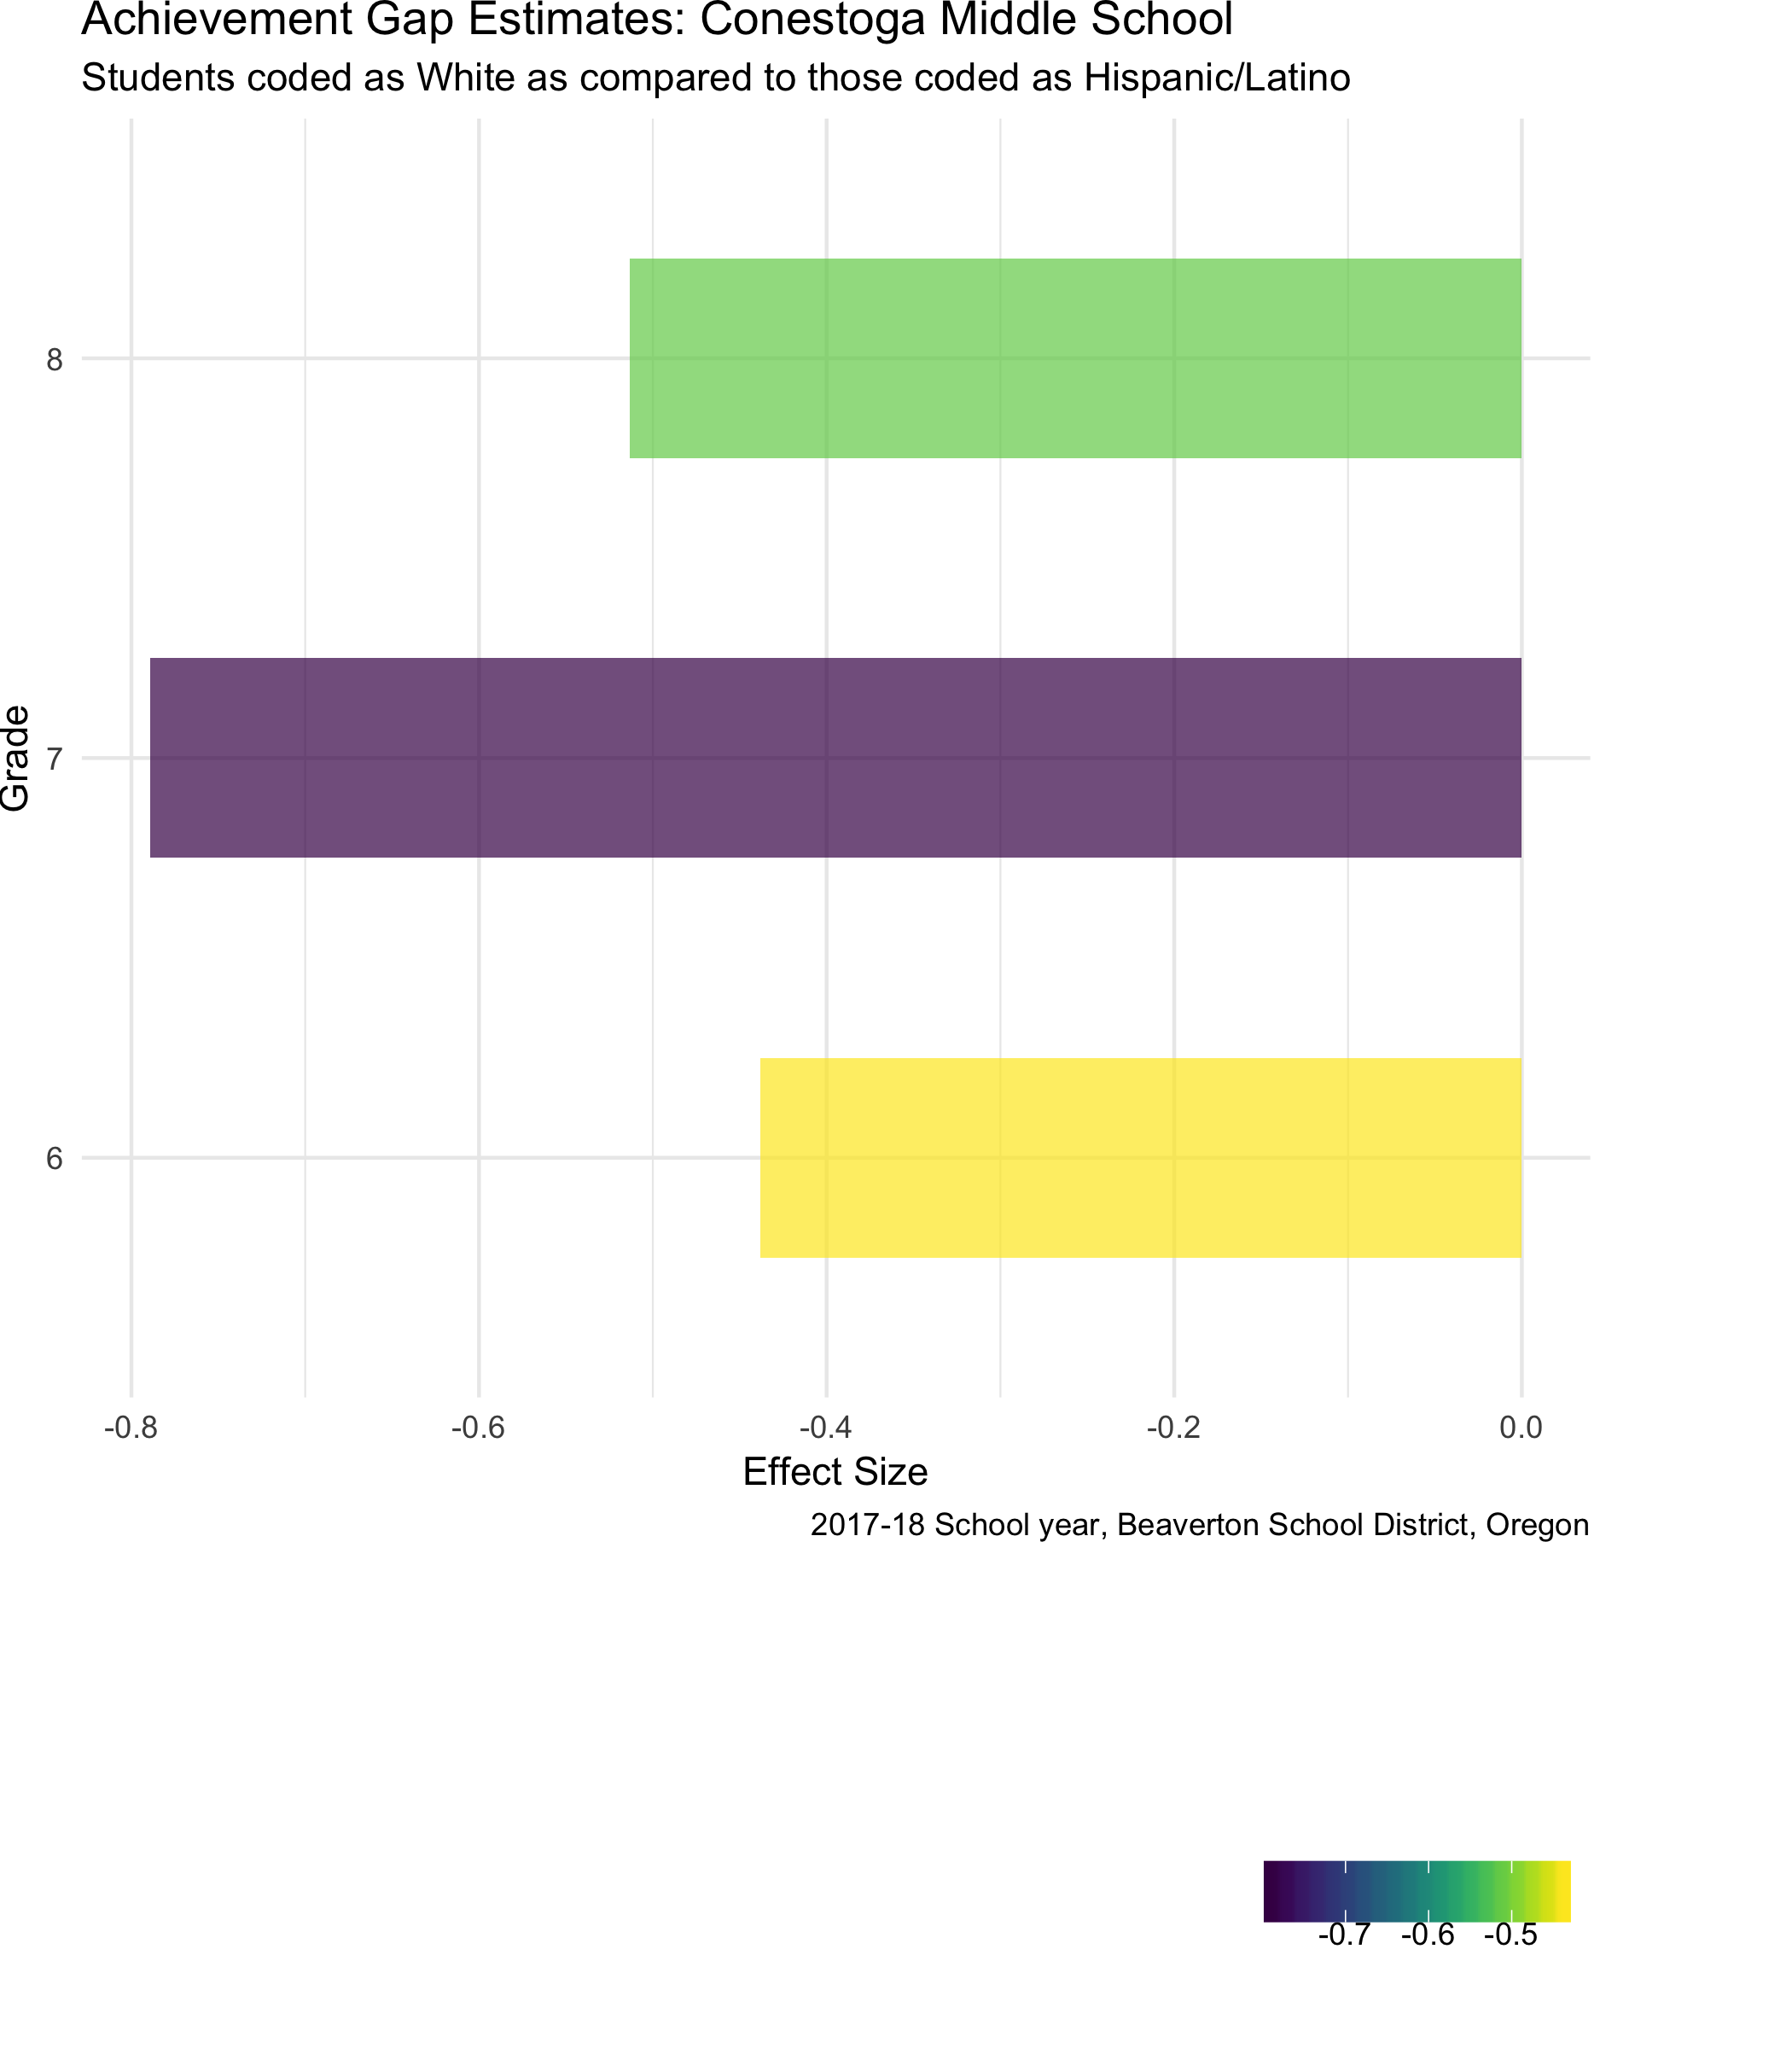 Achievement Gap Estimates: Conestoga Middle School
Students coded as White as compared to those coded as Hispanic/Latino
8
7
6
Grade
-0.8 -0.6 -0.4 -0.2 0.0
Effect Size
2017-18 School year, Beaverton School District, Oregon
-0.7 -0.6 -0.5